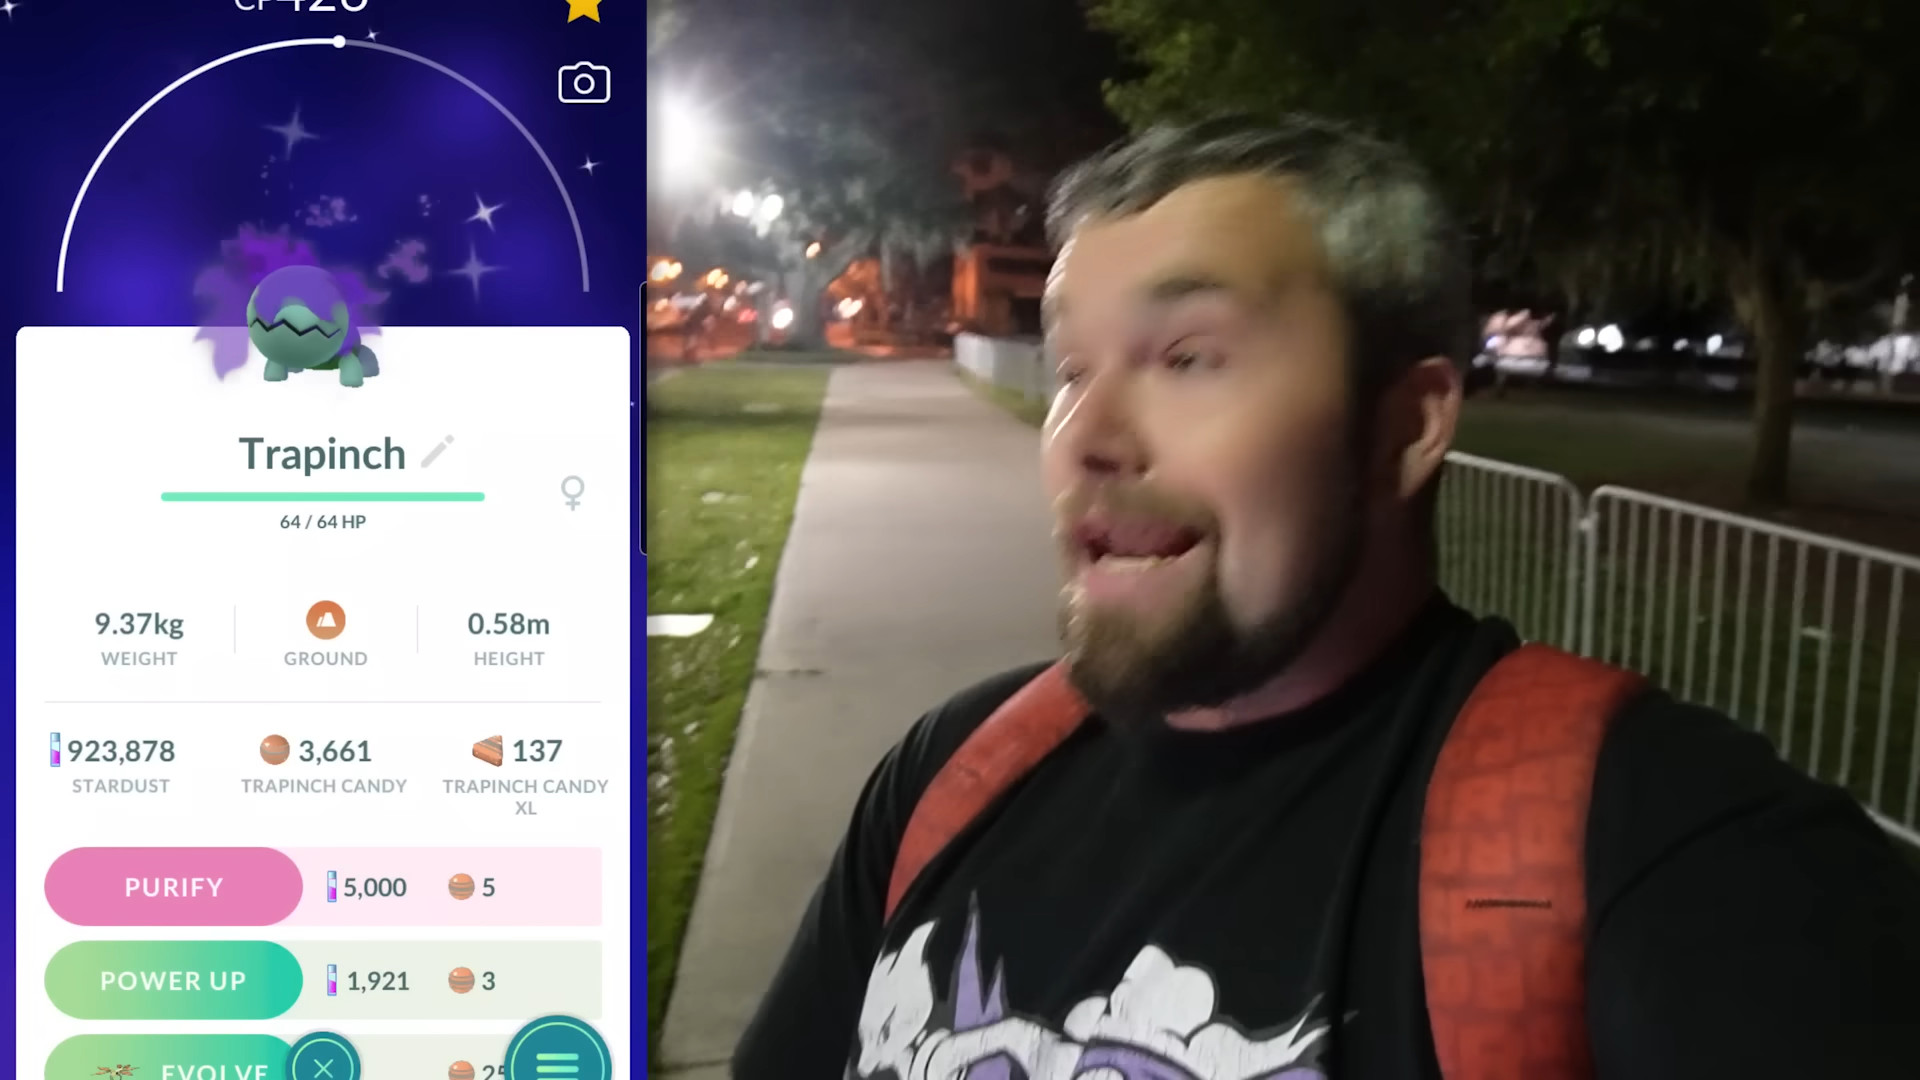 Trapinch
64 / 64 HP
9.37kg
WEIGHT
GROUND
0.58m
HEIGHT
923,878
STARDUST
3,661
TRAPINCH CANDY
137
TRAPINCH CANDY
XL
PURIFY 5,000 5
POWER UP 1,921 3
EVOLVE